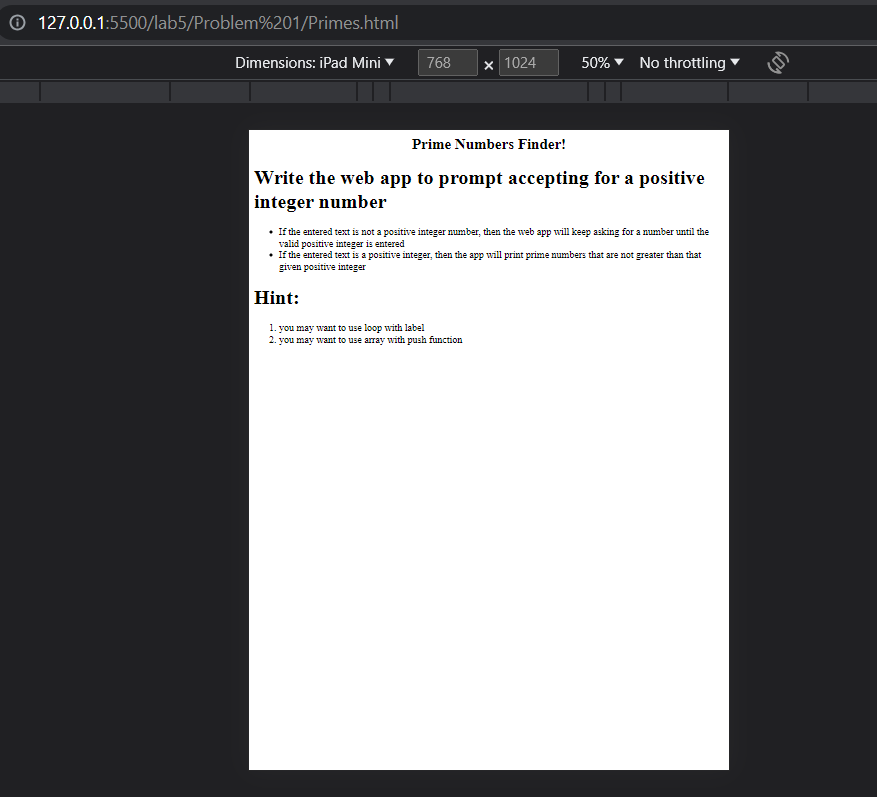 127.0.0.1:5500/lab5/Problem%201/Primes.html
Dimensions: iPad Mini ▼ 768 × 1024 50% ▼ No throttling ▼
Prime Numbers Finder!
Write the web app to prompt accepting for a positive
integer number
• If the entered text is not a positive integer number, then the web app will keep asking for a number until the
valid positive integer is entered
• If the entered text is a positive integer, then the app will print prime numbers that are not greater than that
given positive integer
Hint:
1. you may want to use loop with label
2. you may want to use array with push function